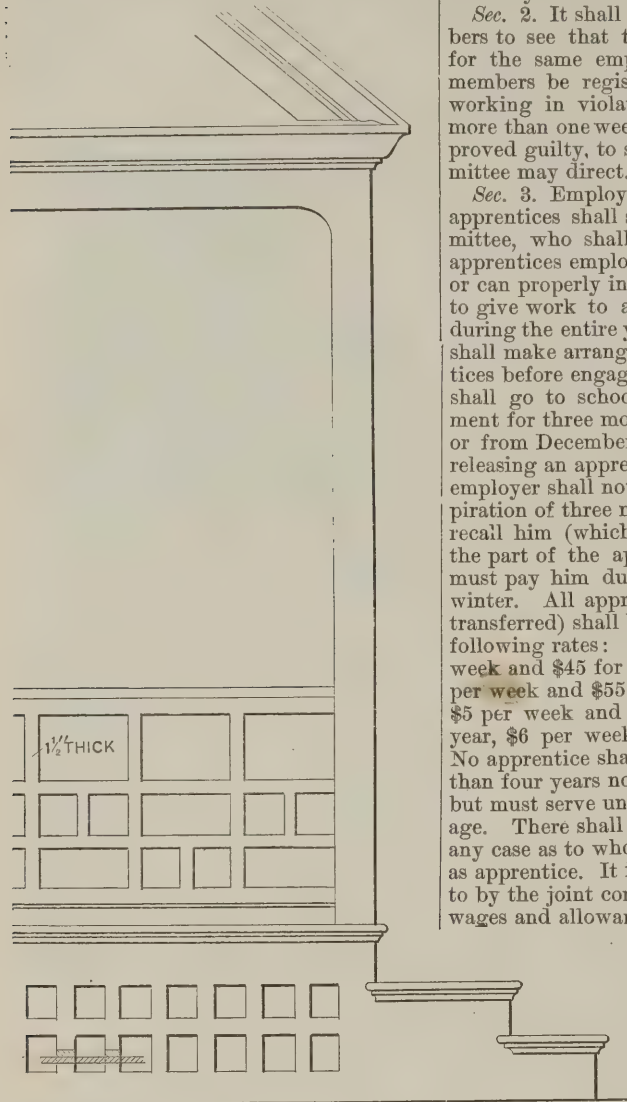 1½" THICK
Sec. 2. It shall
bers to see that t
for the same emp
members be regis
working in viola
more than one wee
proved guilty, to s
mittee may direct.
Sec. 3. Employ
apprentices shall s
mittee, who shall
apprentices emplo
or can properly in
to give work to a
during the entire y
shall make arrang
tices before engag
shall go to schoo
ment for three mo
or from December
releasing an appre
employer shall no
piration of three m
recall him (which
the part of the ap
must pay him du
winter. All appr
transferred) shall
following rates:
week and $45 for
per week and $55
$5 per week and
year, $6 per week
No apprentice sha
than four years no
but must serve un
age. There shall
any case as to who
as apprentice. It
to by the joint con
wages and allowa